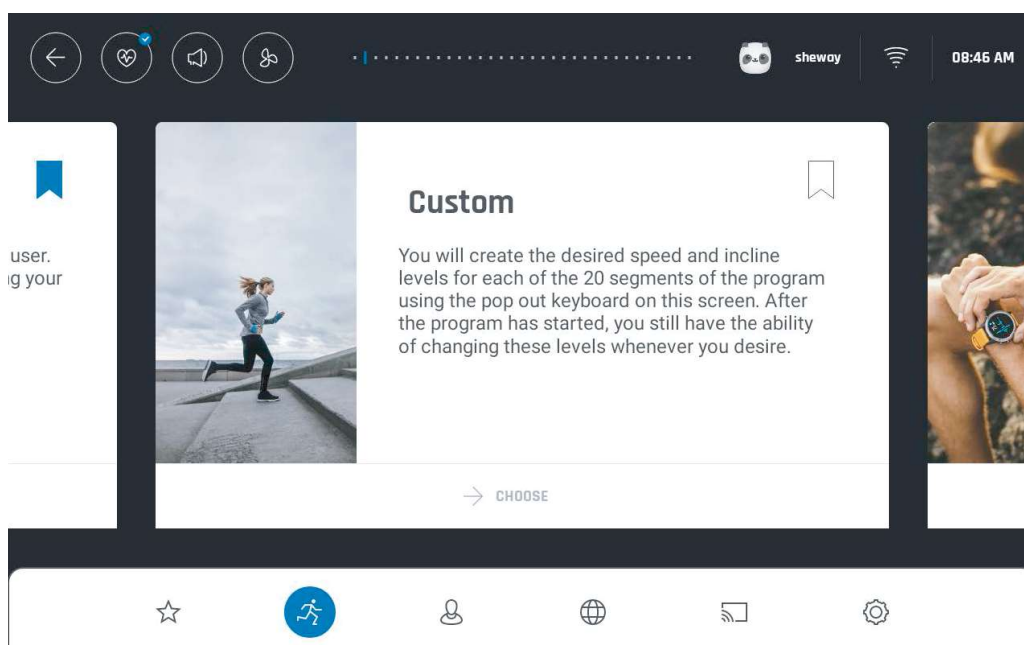 sheway
08:46 AM
user.
g your
Custom
You will create the desired speed and incline
levels for each of the 20 segments of the program
using the pop out keyboard on this screen. After
the program has started, you still have the ability
of changing these levels whenever you desire.
CHOOSE